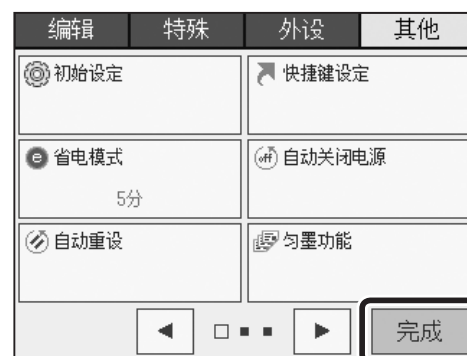 编辑 特殊 外设 其他
初始设定 快捷键设定
省电模式 off 自动关闭电源
5分
自动重设 匀墨功能
完成